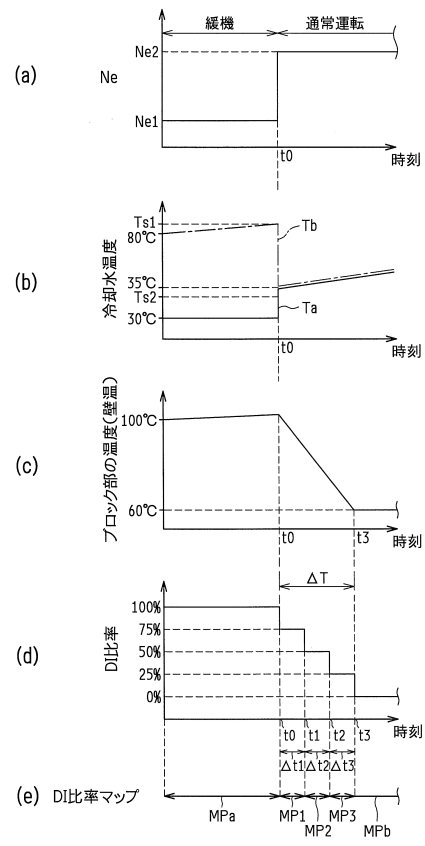 緩機
通常運転
Ne2
(a)
Ne
Ne1
t0
時刻
Ts1
80℃
Tb
(b)
冷却水温度
35℃
Ts2
Ta
30℃
t0
時刻
(c)
ブロック部の温度(壁温)
100℃
60℃
t0
t3
時刻
ΔT
(d)
DI比率
100%
75%
50%
25%
0%
t0
t1
t2
t3
時刻
Δt1
Δt2
Δt3
(e) DI比率マップ
MPa
MP1
MP2
MP3
MPb